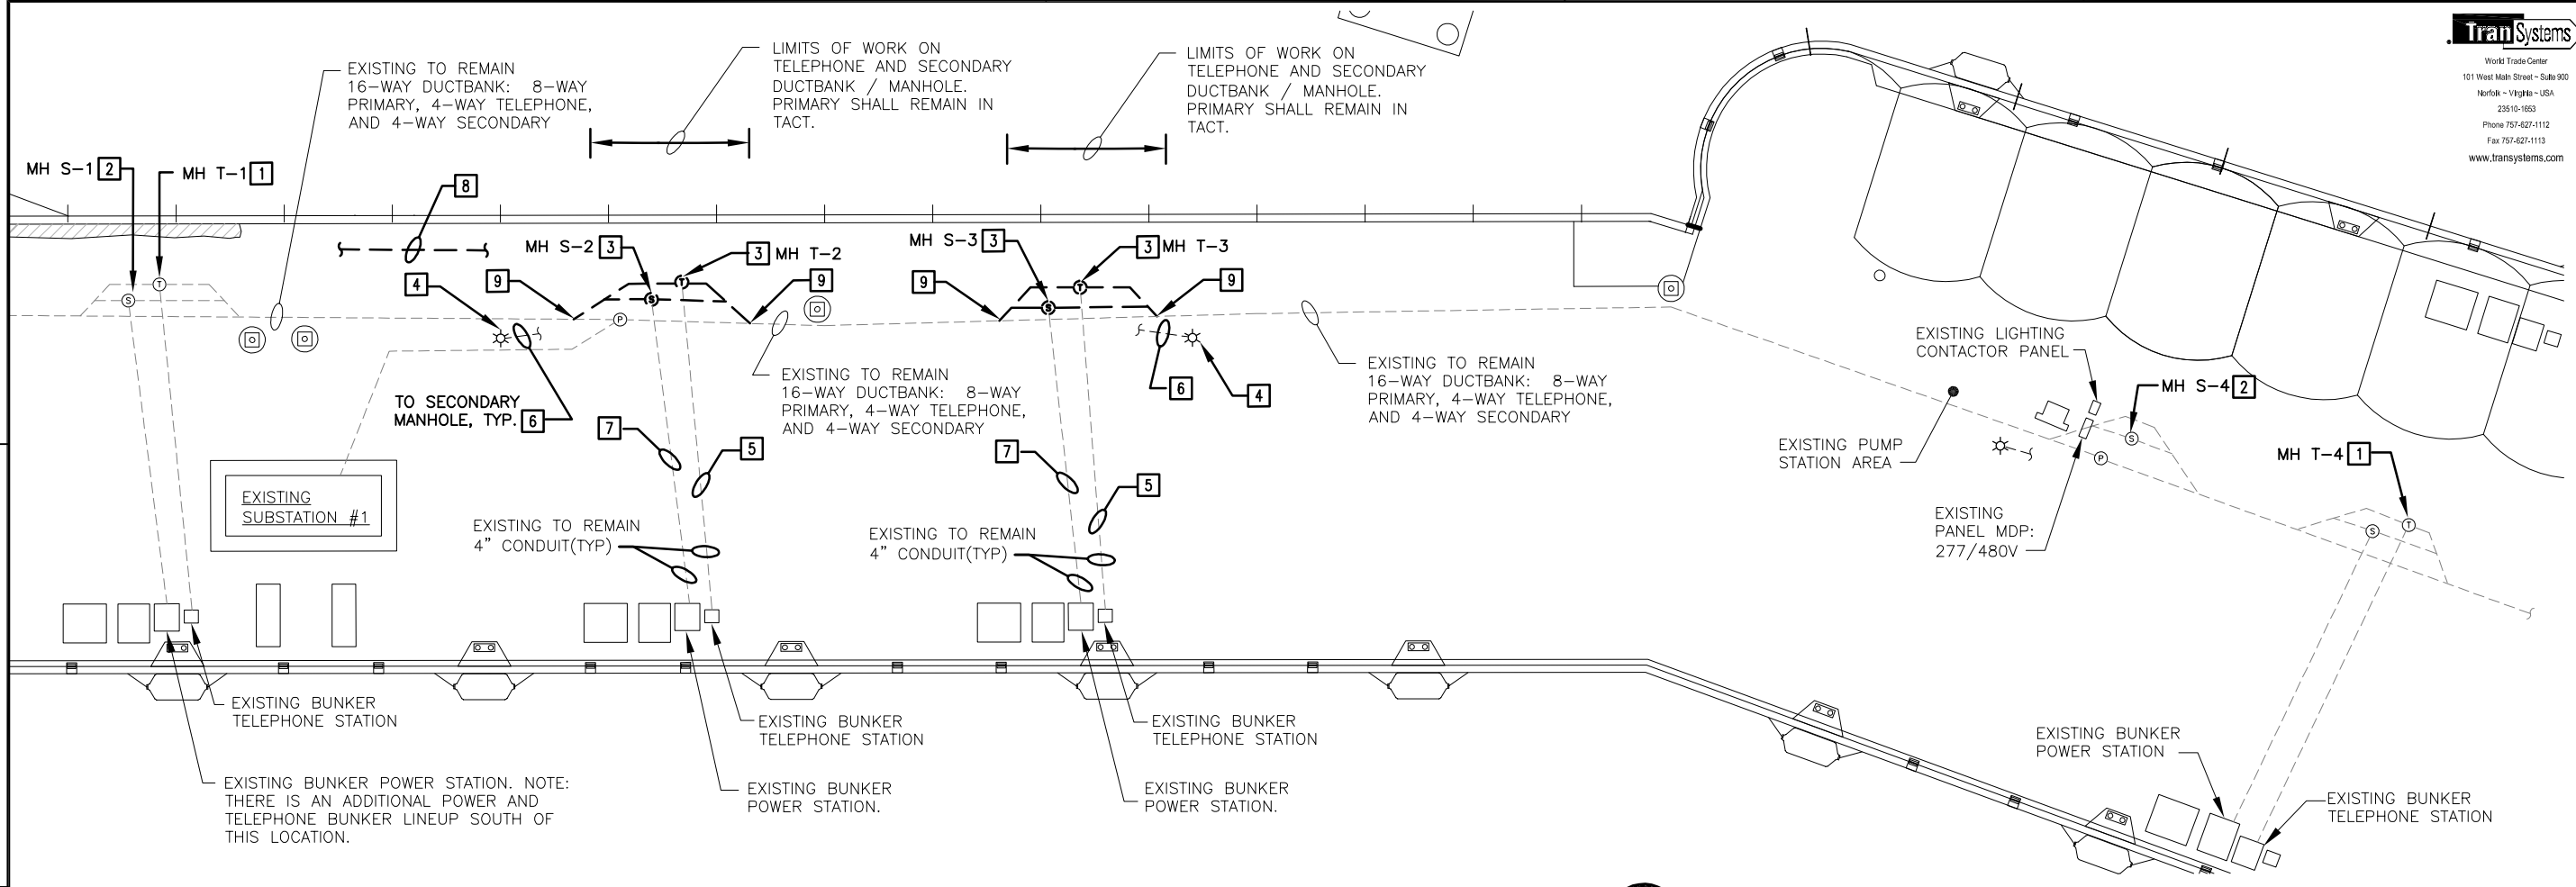 TranSystems
World Trade Center
101 West Main Street ~ Suite 900
Norfolk ~ Virginia ~ USA
23510-1653
Phone 757-627-1112
Fax 757-627-1113
www.transystems.com
EXISTING TO REMAIN
16-WAY DUCTBANK: 8-WAY
PRIMARY, 4-WAY TELEPHONE,
AND 4-WAY SECONDARY
LIMITS OF WORK ON
TELEPHONE AND SECONDARY
DUCTBANK / MANHOLE.
PRIMARY SHALL REMAIN IN
TACT.
LIMITS OF WORK ON
TELEPHONE AND SECONDARY
DUCTBANK / MANHOLE.
PRIMARY SHALL REMAIN IN
TACT.
MH S-1 2
MH T-1 1
8
MH S-2 3
3 MH T-2
MH S-3 3
3 MH T-3
4
9
9
9
9
S
T
S
T
S
T
P
TO SECONDARY
MANHOLE, TYP. 6
EXISTING TO REMAIN
16-WAY DUCTBANK: 8-WAY
PRIMARY, 4-WAY TELEPHONE,
AND 4-WAY SECONDARY
6
4
EXISTING TO REMAIN
16-WAY DUCTBANK: 8-WAY
PRIMARY, 4-WAY TELEPHONE,
AND 4-WAY SECONDARY
EXISTING LIGHTING
CONTACTOR PANEL
MH S-4 2
S
P
EXISTING PUMP
STATION AREA
MH T-4 1
S
T
EXISTING
PANEL MDP:
277/480V
7
5
7
5
EXISTING
SUBSTATION #1
EXISTING TO REMAIN
4" CONDUIT(TYP)
EXISTING TO REMAIN
4" CONDUIT(TYP)
EXISTING BUNKER
TELEPHONE STATION
EXISTING BUNKER
TELEPHONE STATION
EXISTING BUNKER
TELEPHONE STATION
EXISTING BUNKER
POWER STATION
EXISTING BUNKER POWER STATION. NOTE:
THERE IS AN ADDITIONAL POWER AND
TELEPHONE BUNKER LINEUP SOUTH OF
THIS LOCATION.
EXISTING BUNKER
POWER STATION.
EXISTING BUNKER
POWER STATION.
EXISTING BUNKER
TELEPHONE STATION